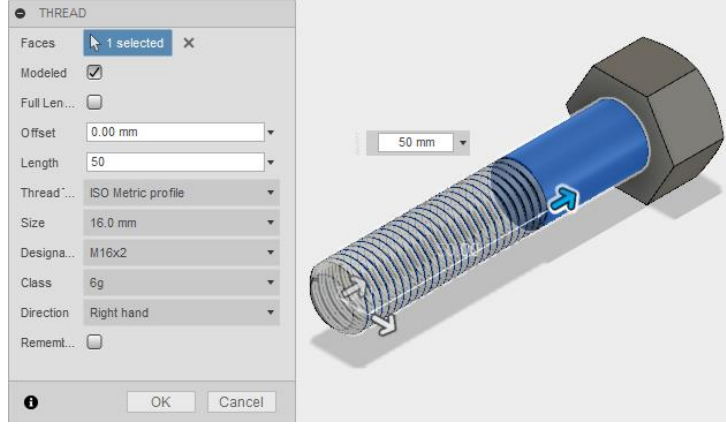 THREAD
Faces 1 selected
Modeled
Full Len...
Offset 0.00 mm
Length 50
Thread ... ISO Metric profile
Size 16.0 mm
Designa... M16x2
Class 6g
Direction Right hand
Rememb...
OK Cancel
50 mm